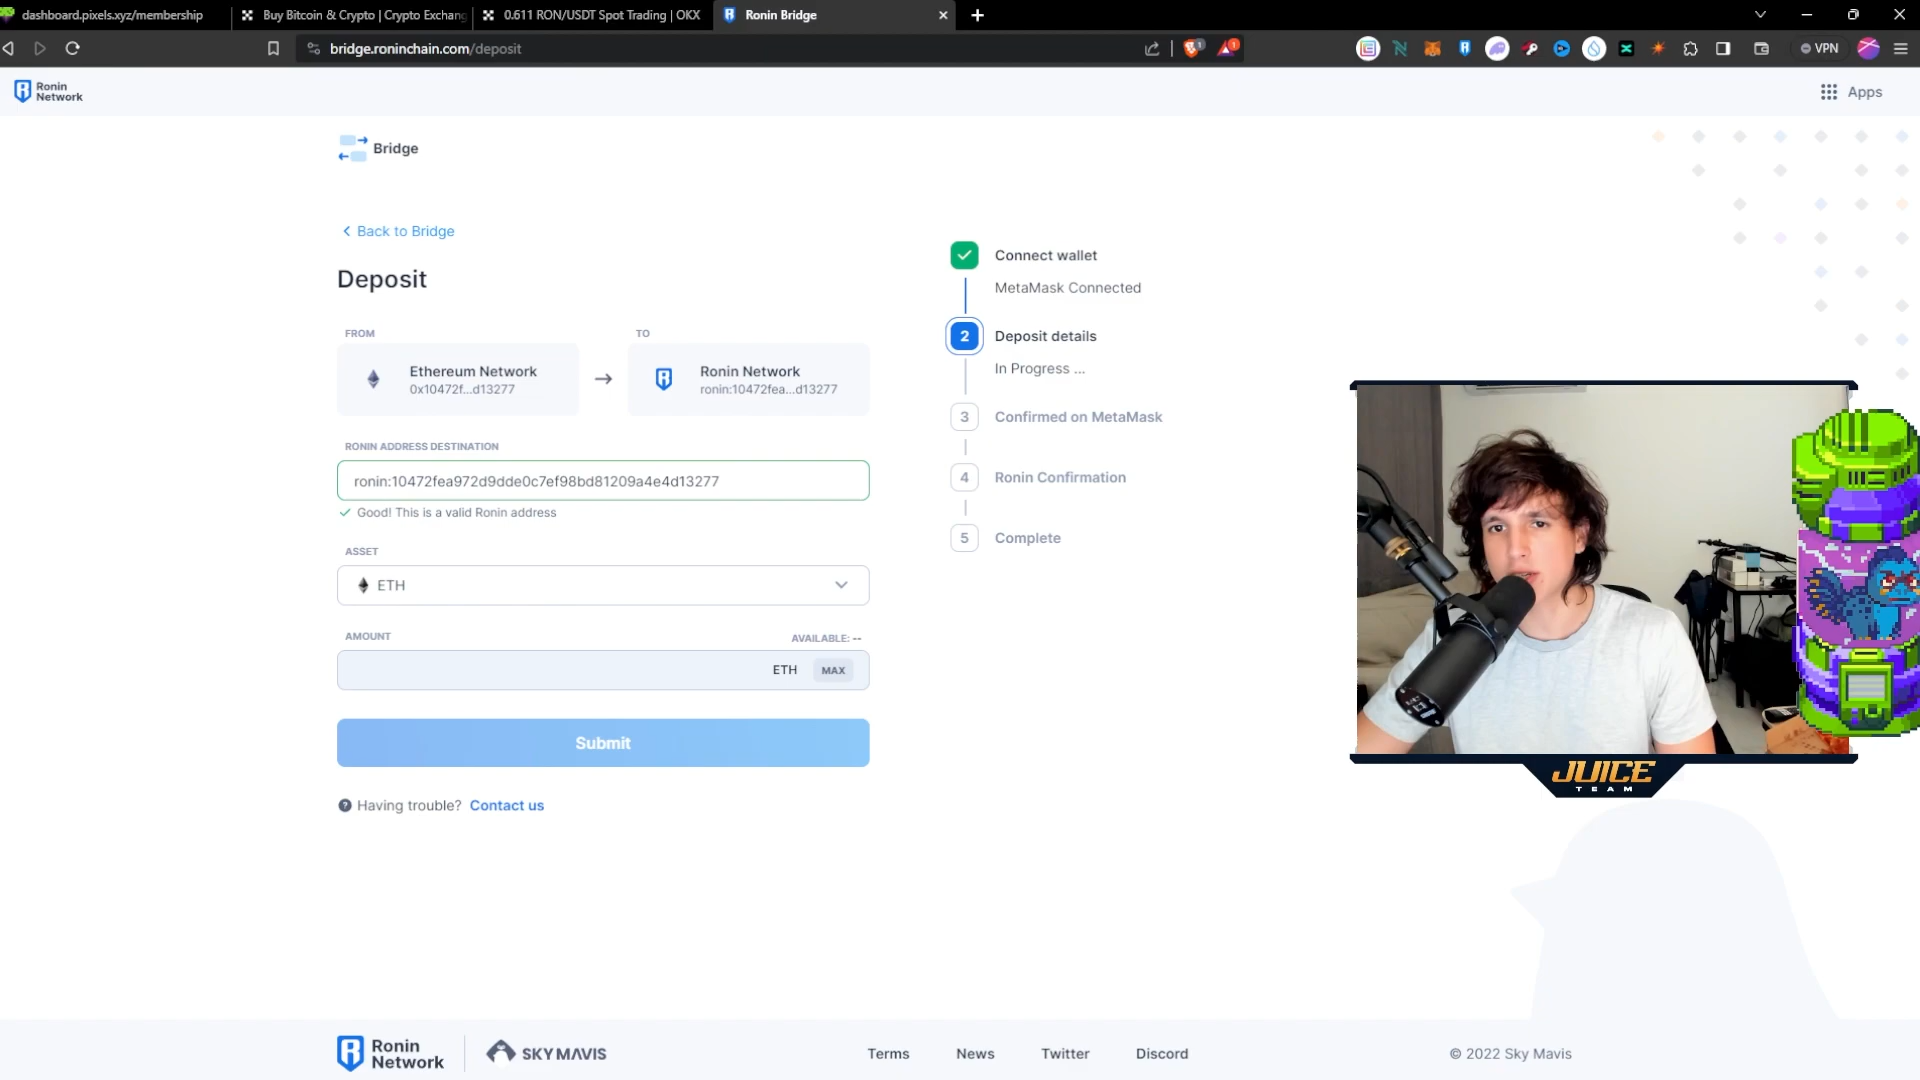 dashboard.pixels.xyz/membership
Buy Bitcoin & Crypto | Crypto Exchang
0.611 RON/USDT Spot Trading | OKX
Ronin Bridge
bridge.roninchain.com/deposit
1
1
VPN
Ronin
Network
Apps
Bridge
Back to Bridge
Deposit
FROM
TO
Ethereum Network
0x10472f...d13277
Ronin Network
ronin:10472fea...d13277
RONIN ADDRESS DESTINATION
ronin:10472fea972d9dde0c7ef98bd81209a4e4d13277
Good! This is a valid Ronin address
ASSET
ETH
AMOUNT
AVAILABLE: --
ETH
MAX
Submit
Having trouble? Contact us
Connect wallet
MetaMask Connected
2
Deposit details
In Progress ...
3
Confirmed on MetaMask
4
Ronin Confirmation
5
Complete
JUICE
TEAM
Ronin
Network
SKY MAVIS
Terms
News
Twitter
Discord
© 2022 Sky Mavis